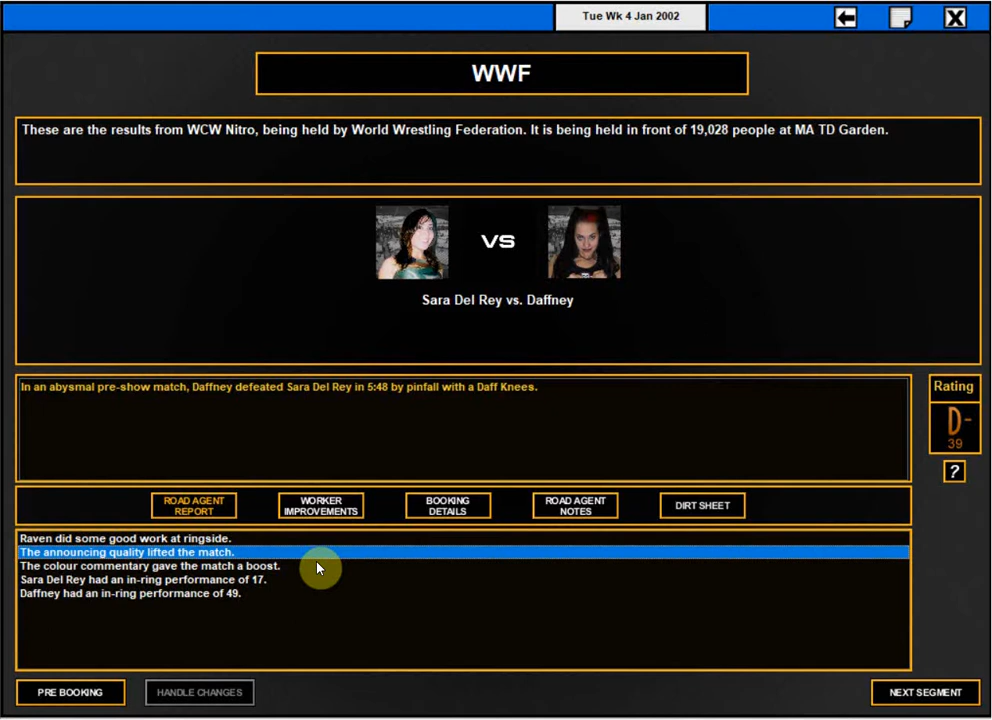 Tue Wk 4 Jan 2002
WWF
These are the results from WCW Nitro, being held by World Wrestling Federation. It is being held in front of 19,028 people at MA TD Garden.
VS
Sara Del Rey vs. Daffney
In an abysmal pre-show match, Daffney defeated Sara Del Rey in 5:48 by pinfall with a Daff Knees.
Rating
D-
39
?
ROAD AGENT REPORT
WORKER IMPROVEMENTS
BOOKING DETAILS
ROAD AGENT NOTES
DIRT SHEET
Raven did some good work at ringside.
The announcing quality lifted the match.
The colour commentary gave the match a boost.
Sara Del Rey had an in-ring performance of 17.
Daffney had an in-ring performance of 49.
PRE BOOKING
HANDLE CHANGES
NEXT SEGMENT